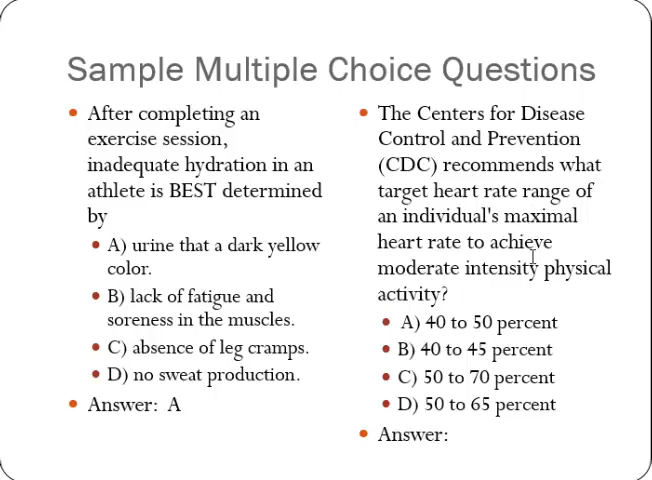 Sample Multiple Choice Questions
• After completing an
exercise session,
inadequate hydration in an
athlete is BEST determined
by
• A) urine that a dark yellow
color.
• B) lack of fatigue and
soreness in the muscles.
• C) absence of leg cramps.
• D) no sweat production.
• Answer: A
• The Centers for Disease
Control and Prevention
(CDC) recommends what
target heart rate range of
an individual's maximal
heart rate to achieve
moderate intensity physical
activity?
• A) 40 to 50 percent
• B) 40 to 45 percent
• C) 50 to 70 percent
• D) 50 to 65 percent
• Answer: